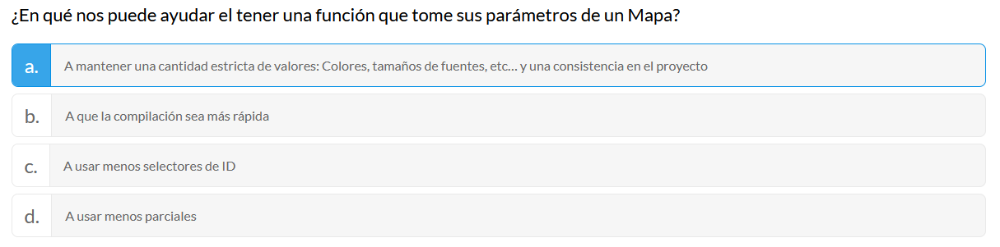 ¿En qué nos puede ayudar el tener una función que tome sus parámetros de un Mapa?
a. A mantener una cantidad estricta de valores: Colores, tamaños de fuentes, etc... y una consistencia en el proyecto
b. A que la compilación sea más rápida
c. A usar menos selectores de ID
d. A usar menos parciales